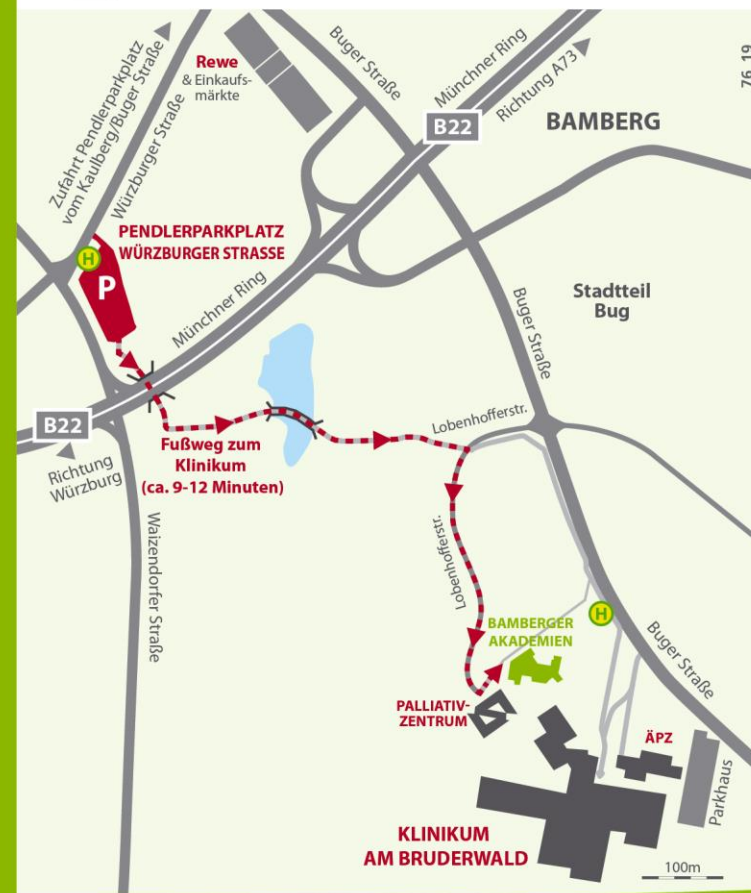 Zufahrt Pendlerparkplatz
vom Kaulberg/Buger Straße
Würzburger Straße
Rewe
& Einkaufs-
märkte
Buger Straße
Münchner Ring
Richtung A73
76_19
B22
BAMBERG
PENDLERPARKPLATZ
WÜRZBURGER STRASSE
H
P
Münchner Ring
Buger Straße
Stadtteil
Bug
B22
Richtung
Würzburg
Fußweg zum
Klinikum
(ca. 9-12 Minuten)
Lobenhofferstr.
Waizendorfer Straße
Lobenhofferstr.
H
BAMBERGER
AKADEMIEN
Buger Straße
PALLIATIV-
ZENTRUM
ÄPZ
Parkhaus
KLINIKUM
AM BRUDERWALD
100m